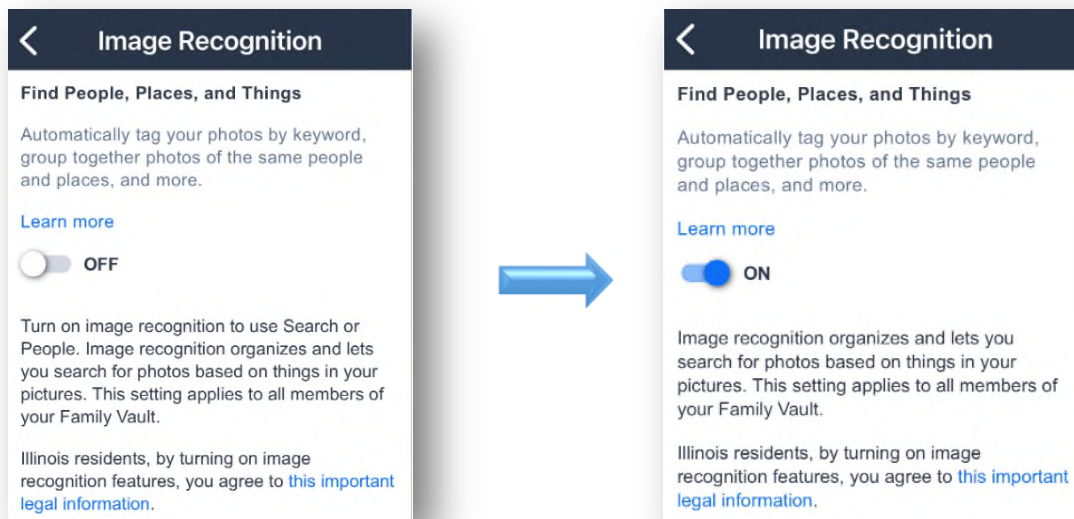 Image Recognition
Find People, Places, and Things
Automatically tag your photos by keyword,
group together photos of the same people
and places, and more.
Learn more
OFF
Turn on image recognition to use Search or
People. Image recognition organizes and lets
you search for photos based on things in your
pictures. This setting applies to all members of
your Family Vault.
Illinois residents, by turning on image
recognition features, you agree to this important
legal information.
Image Recognition
Find People, Places, and Things
Automatically tag your photos by keyword,
group together photos of the same people
and places, and more.
Learn more
ON
Image recognition organizes and lets you
search for photos based on things in your
pictures. This setting applies to all members of
your Family Vault.
Illinois residents, by turning on image
recognition features, you agree to this important
legal information.